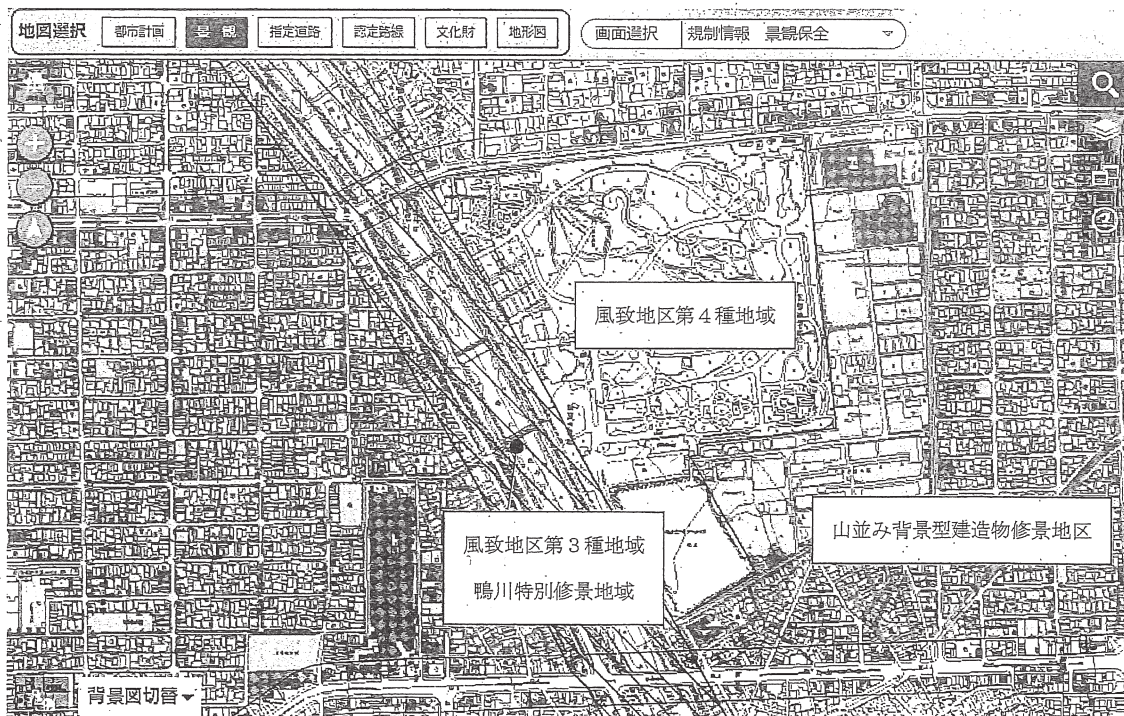 地図選択 都市計画 景観 指定道路 認定路線 文化財 地形図 画面選択 規制情報 景観保全
風致地区第４種地域
山並み背景型建造物修景地区
風致地区第３種地域
鴨川特別修景地域
背景図切替